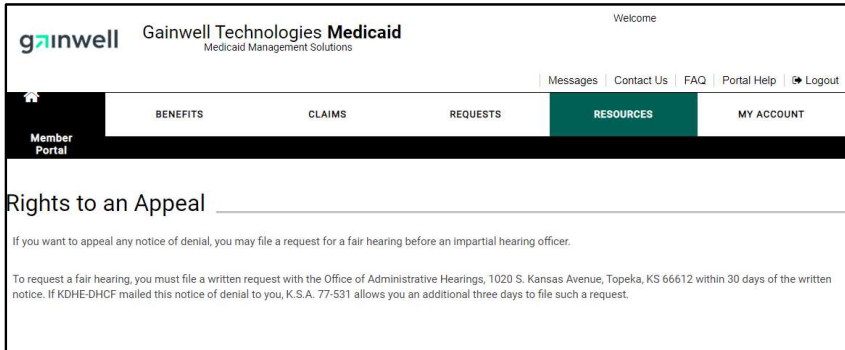 Welcome
gainwell
Gainwell Technologies Medicaid
Medicaid Management Solutions
Messages Contact Us FAQ Portal Help Logout
BENEFITS CLAIMS REQUESTS RESOURCES MY ACCOUNT
Member
Portal
Rights to an Appeal
If you want to appeal any notice of denial, you may file a request for a fair hearing before an impartial hearing officer.
To request a fair hearing, you must file a written request with the Office of Administrative Hearings, 1020 S. Kansas Avenue, Topeka, KS 66612 within 30 days of the written
notice. If KDHE-DHCF mailed this notice of denial to you, K.S.A. 77-531 allows you an additional three days to file such a request.